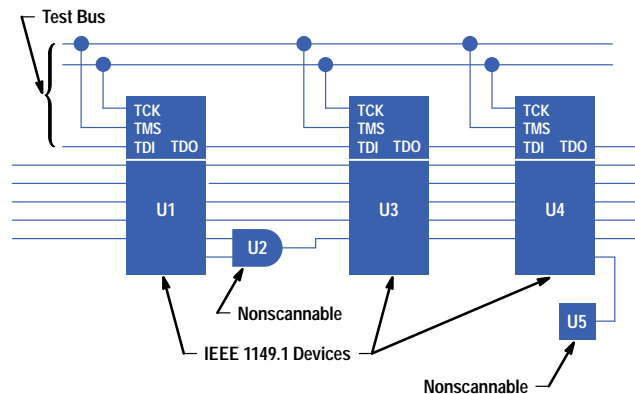 Test Bus
TCK
TMS
TDI TDO
U1
TCK
TMS
TDI TDO
U3
TCK
TMS
TDI TDO
U4
U2
Nonscannable
U5
IEEE 1149.1 Devices
Nonscannable